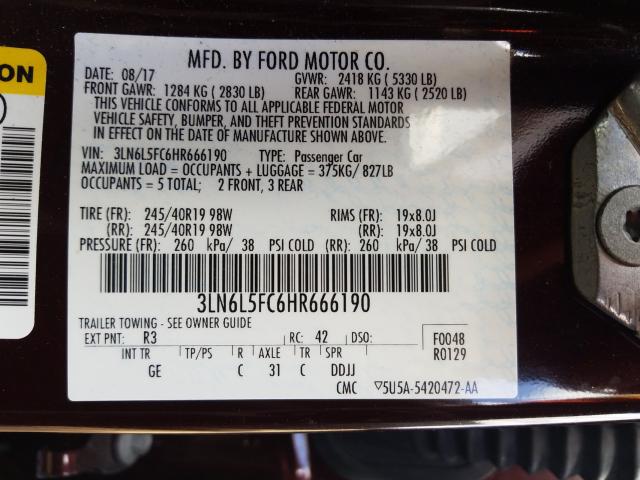 ON
MFD. BY FORD MOTOR CO.
DATE: 08/17 GVWR: 2418 KG ( 5330 LB)
FRONT GAWR: 1284 KG ( 2830 LB) REAR GAWR: 1143 KG ( 2520 LB)
THIS VEHICLE CONFORMS TO ALL APPLICABLE FEDERAL MOTOR
VEHICLE SAFETY, BUMPER, AND THEFT PREVENTION STANDARDS
IN EFFECT ON THE DATE OF MANUFACTURE SHOWN ABOVE.
VIN: 3LN6L5FC6HR666190 TYPE: Passenger Car
MAXIMUM LOAD = OCCUPANTS + LUGGAGE = 375KG/ 827LB
OCCUPANTS = 5 TOTAL; 2 FRONT, 3 REAR
TIRE (FR): 245/40R19 98W RIMS (FR): 19x8.0J
(RR): 245/40R19 98W (RR): 19x8.0J
PRESSURE (FR): 260 kPa/ 38 PSI COLD (RR): 260 kPa/ 38 PSI COLD
3LN6L5FC6HR666190
TRAILER TOWING - SEE OWNER GUIDE
EXT PNT: R3 RC: 42 DSO: F0048
INT TR TP/PS R AXLE TR SPR R0129
GE C 31 C DDJJ
CMC ▽5U5A-5420472-AA